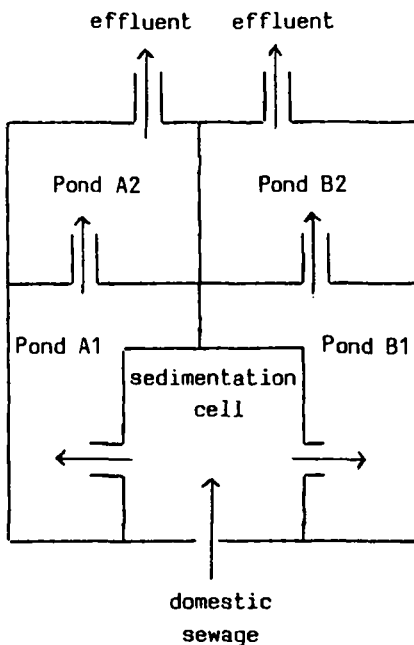 effluent effluent
Pond A2 Pond B2
Pond A1 Pond B1
sedimentation
cell
domestic
sewage